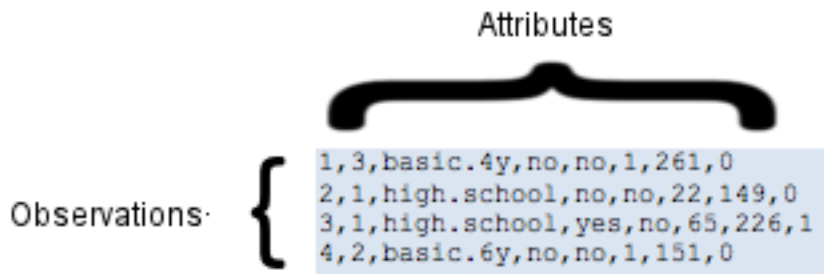 Attributes
1,3,basic.4y,no,no,1,261,0
2,1,high.school,no,no,22,149,0
3,1,high.school,yes,no,65,226,1
4,2,basic.6y,no,no,1,151,0
Observations